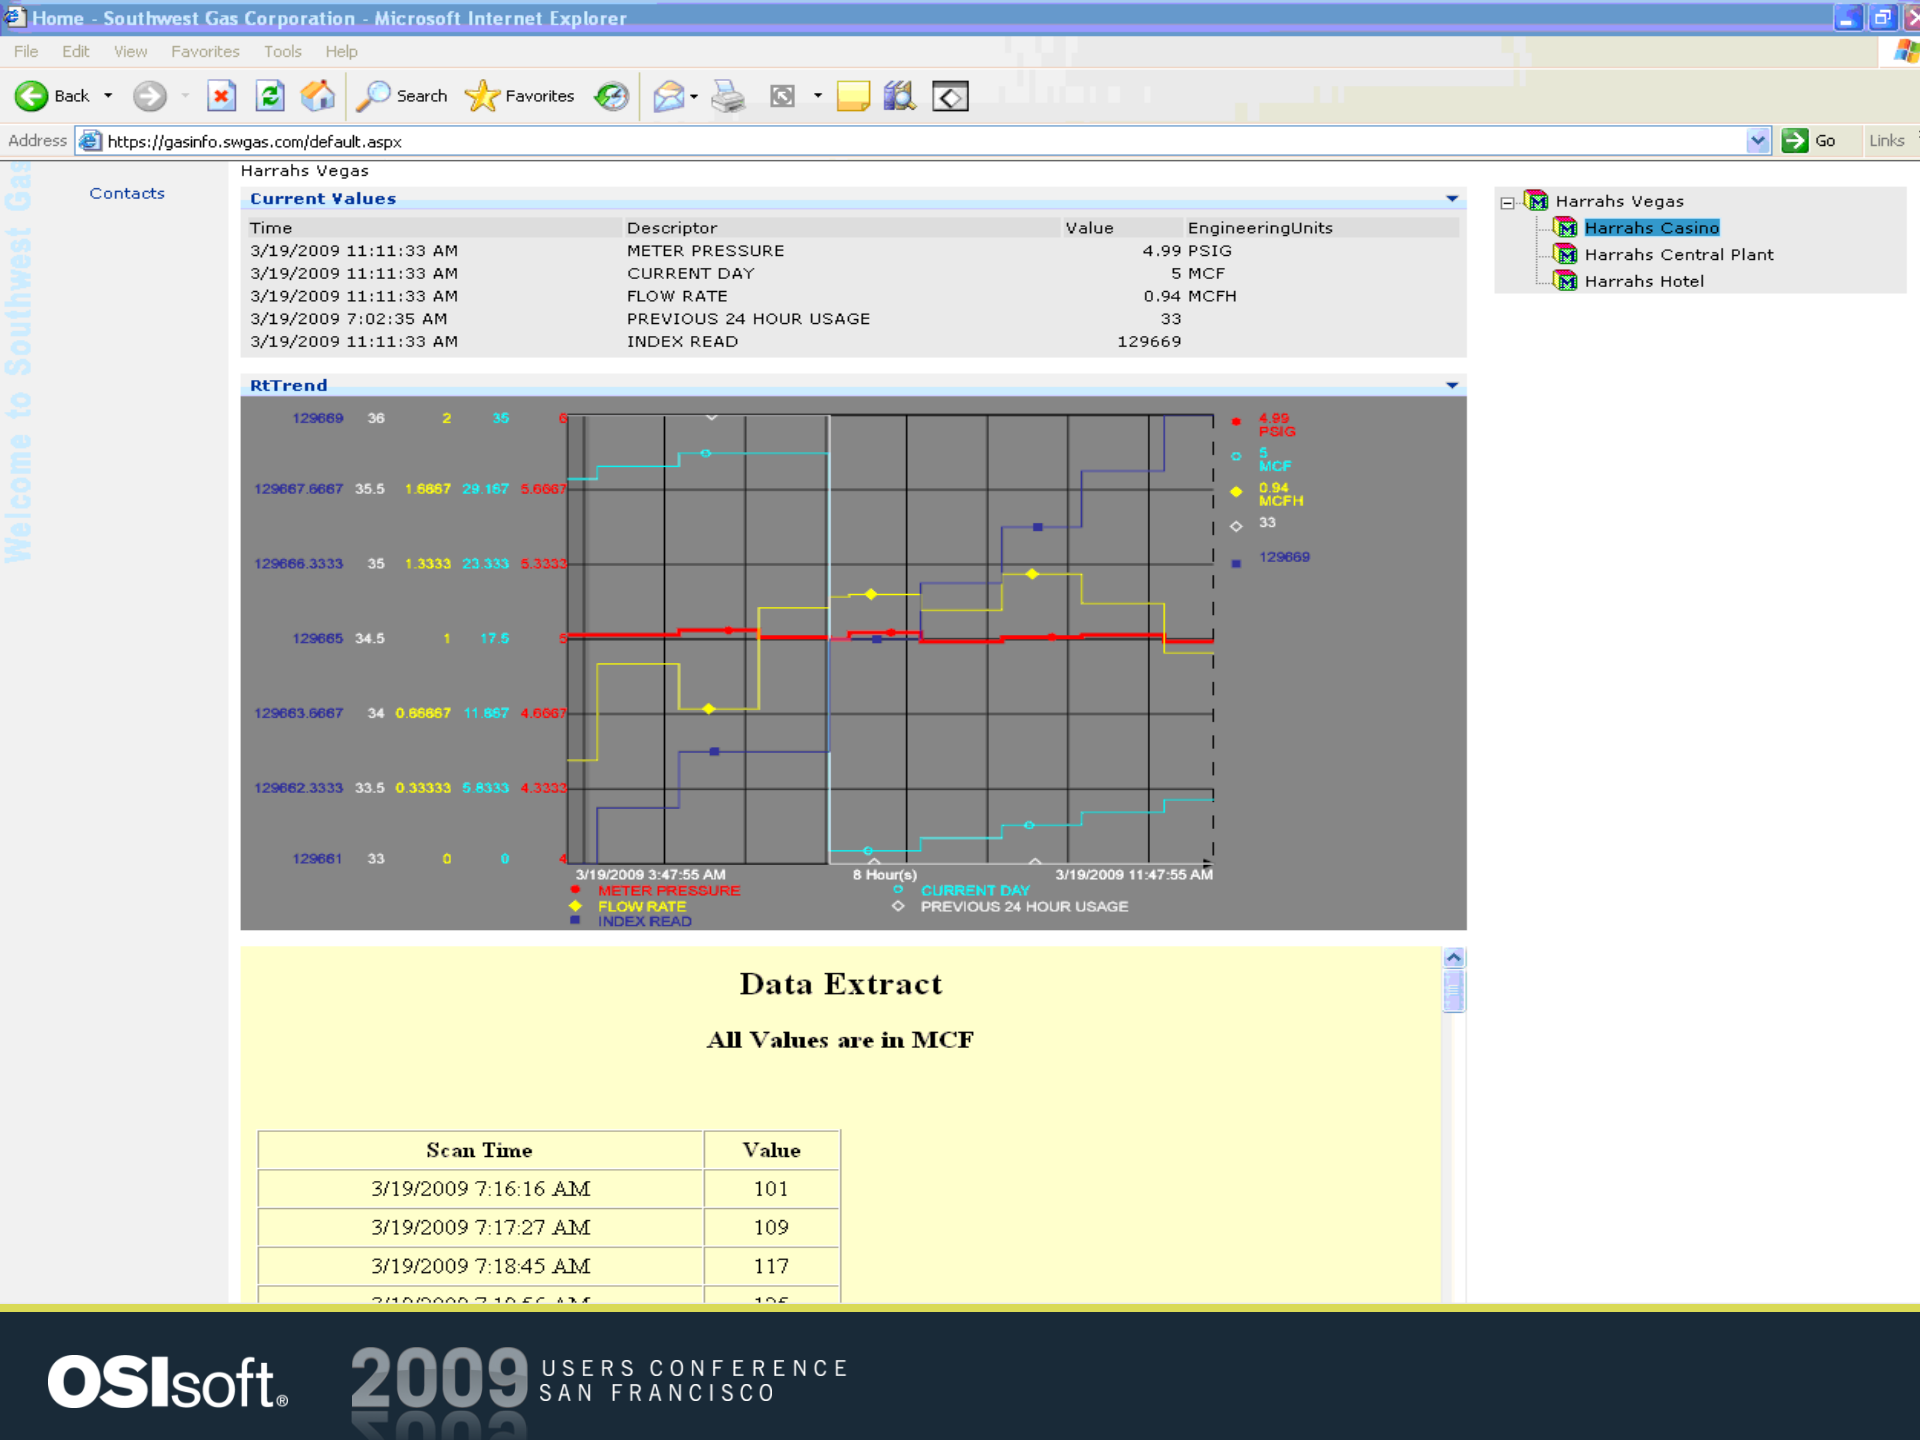 Home - Southwest Gas Corporation - Microsoft Internet Explorer
File Edit View Favorites Tools Help
Back Search Favorites
Address https://gasinfo.swgas.com/default.aspx Go Links
Welcome to Southwest Gas
Contacts
Harrahs Vegas
Current Values
Time Descriptor Value EngineeringUnits
3/19/2009 11:11:33 AM METER PRESSURE 4.99 PSIG
3/19/2009 11:11:33 AM CURRENT DAY 5 MCF
3/19/2009 11:11:33 AM FLOW RATE 0.94 MCFH
3/19/2009 7:02:35 AM PREVIOUS 24 HOUR USAGE 33
3/19/2009 11:11:33 AM INDEX READ 129669
Harrahs Vegas
Harrahs Casino
Harrahs Central Plant
Harrahs Hotel
RtTrend
129669 36 2 35 6
129667.6667 35.5 1.6667 29.167 5.6667
129666.3333 35 1.3333 23.333 5.3333
129665 34.5 1 17.5 5
129663.6667 34 0.66667 11.667 4.6667
129662.3333 33.5 0.33333 5.8333 4.3333
129661 33 0 0 4
4.99
PSIG
5
MCF
0.94
MCFH
33
129669
3/19/2009 3:47:55 AM 8 Hour(s) 3/19/2009 11:47:55 AM
METER PRESSURE CURRENT DAY
FLOW RATE PREVIOUS 24 HOUR USAGE
INDEX READ
Data Extract
All Values are in MCF
Scan Time Value
3/19/2009 7:16:16 AM 101
3/19/2009 7:17:27 AM 109
3/19/2009 7:18:45 AM 117
OSIsoft®
2009 USERS CONFERENCE
SAN FRANCISCO